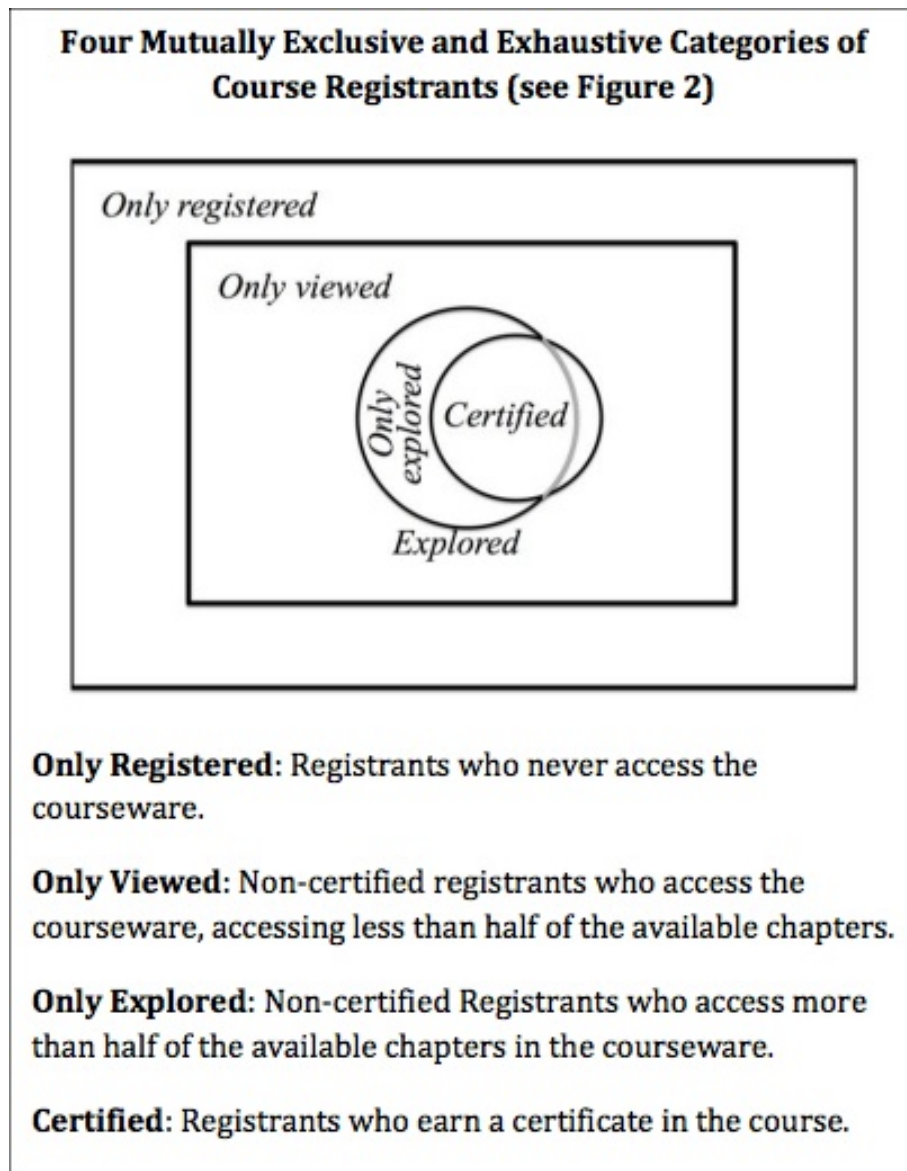 Four Mutually Exclusive and Exhaustive Categories of
Course Registrants (see Figure 2)
Only registered
Only viewed
Only
explored
Certified
Explored
Only Registered: Registrants who never access the
courseware.
Only Viewed: Non-certified registrants who access the
courseware, accessing less than half of the available chapters.
Only Explored: Non-certified Registrants who access more
than half of the available chapters in the courseware.
Certified: Registrants who earn a certificate in the course.